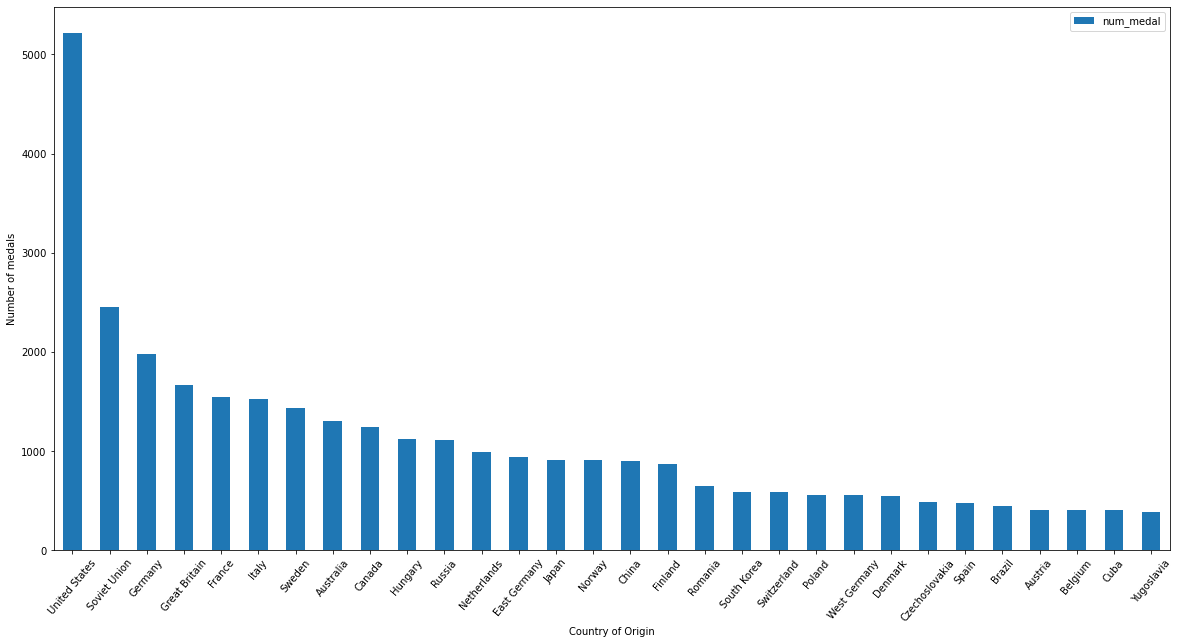 num_medal
5000
4000
3000
2000
1000
0
Number of medals
United States
Soviet Union
Germany
Great Britain
France
Italy
Sweden
Australia
Canada
Hungary
Russia
Netherlands
East Germany
Japan
Norway
China
Finland
Romania
South Korea
Switzerland
Poland
West Germany
Denmark
Czechoslovakia
Spain
Brazil
Austria
Belgium
Cuba
Yugoslavia
Country of Origin